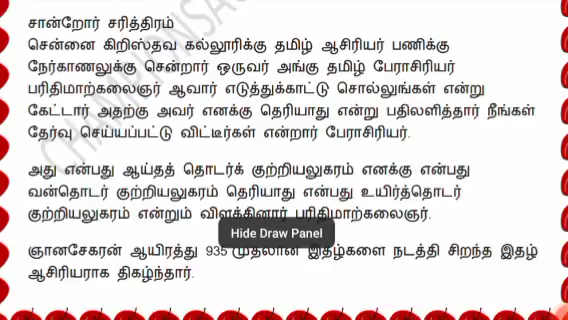 சான்றோர் சரித்திரம்
சென்னை கிறிஸ்தவ கல்லூரிக்கு தமிழ் ஆசிரியர் பணிக்கு
நேர்காணலுக்கு சென்றார் ஒருவர் அங்கு தமிழ் பேராசிரியர்
பரிதிமாற்கலைஞர் ஆவார் எடுத்துக்காட்டு சொல்லுங்கள் என்று
கேட்டார் அதற்கு அவர் எனக்கு தெரியாது என்று பதிலளித்தார் நீங்கள்
தேர்வு செய்யப்பட்டு விட்டீர்கள் என்றார் பேராசிரியர்.
அது என்பது ஆய்தத் தொடர்க் குற்றியலுகரம் எனக்கு என்பது
வன்தொடர் குற்றியலுகரம் தெரியாது என்பது உயிர்த்தொடர்
குற்றியலுகரம் என்றும் விளக்கினார் பரிதிமாற்கலைஞர்.
Hide Draw Panel
ஞானசேகரன் ஆயிரத்து 935 முதலான இதழ்களை நடத்தி சிறந்த இதழ்
ஆசிரியராக திகழ்ந்தார்.